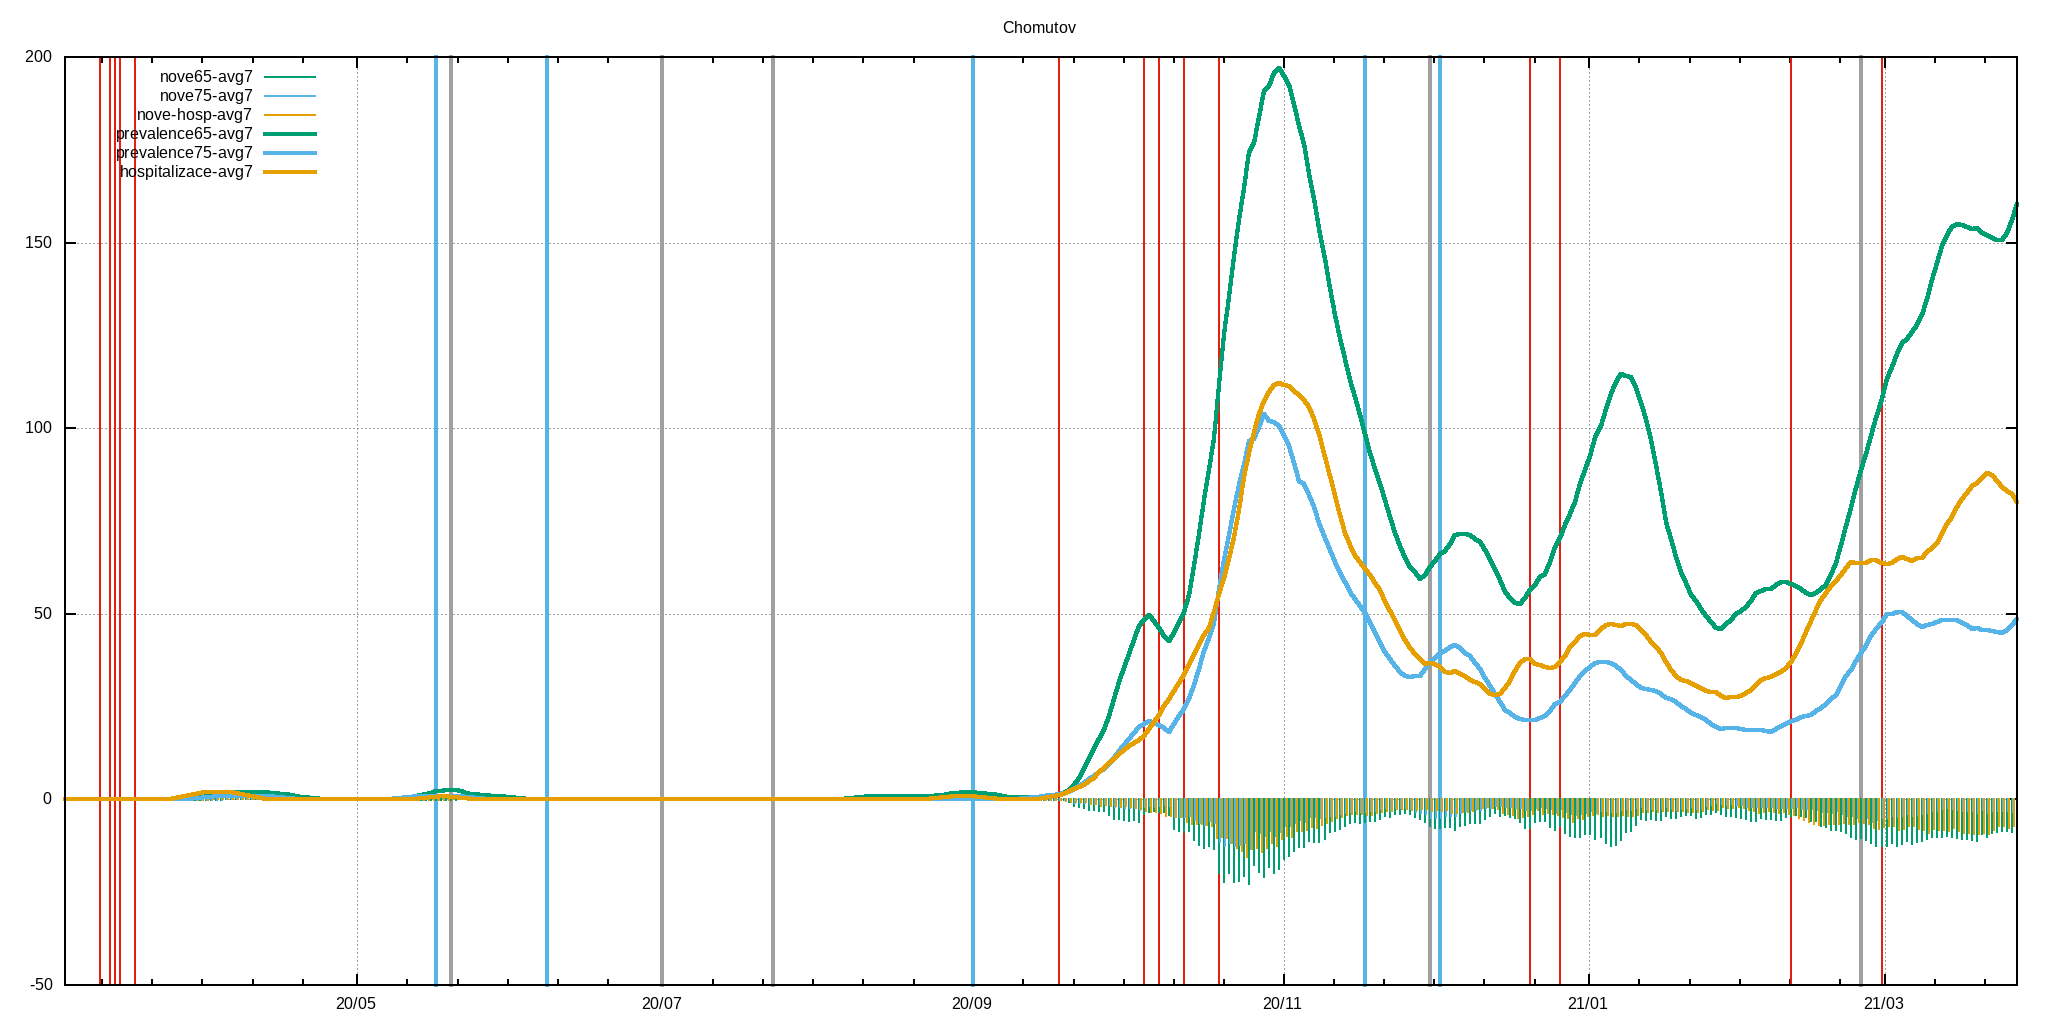 Chomutov
200
150
100
50
0
-50
nove65-avg7
nove75-avg7
nove-hosp-avg7
prevalence65-avg7
prevalence75-avg7
hospitalizace-avg7
20/05
20/07
20/09
20/11
21/01
21/03